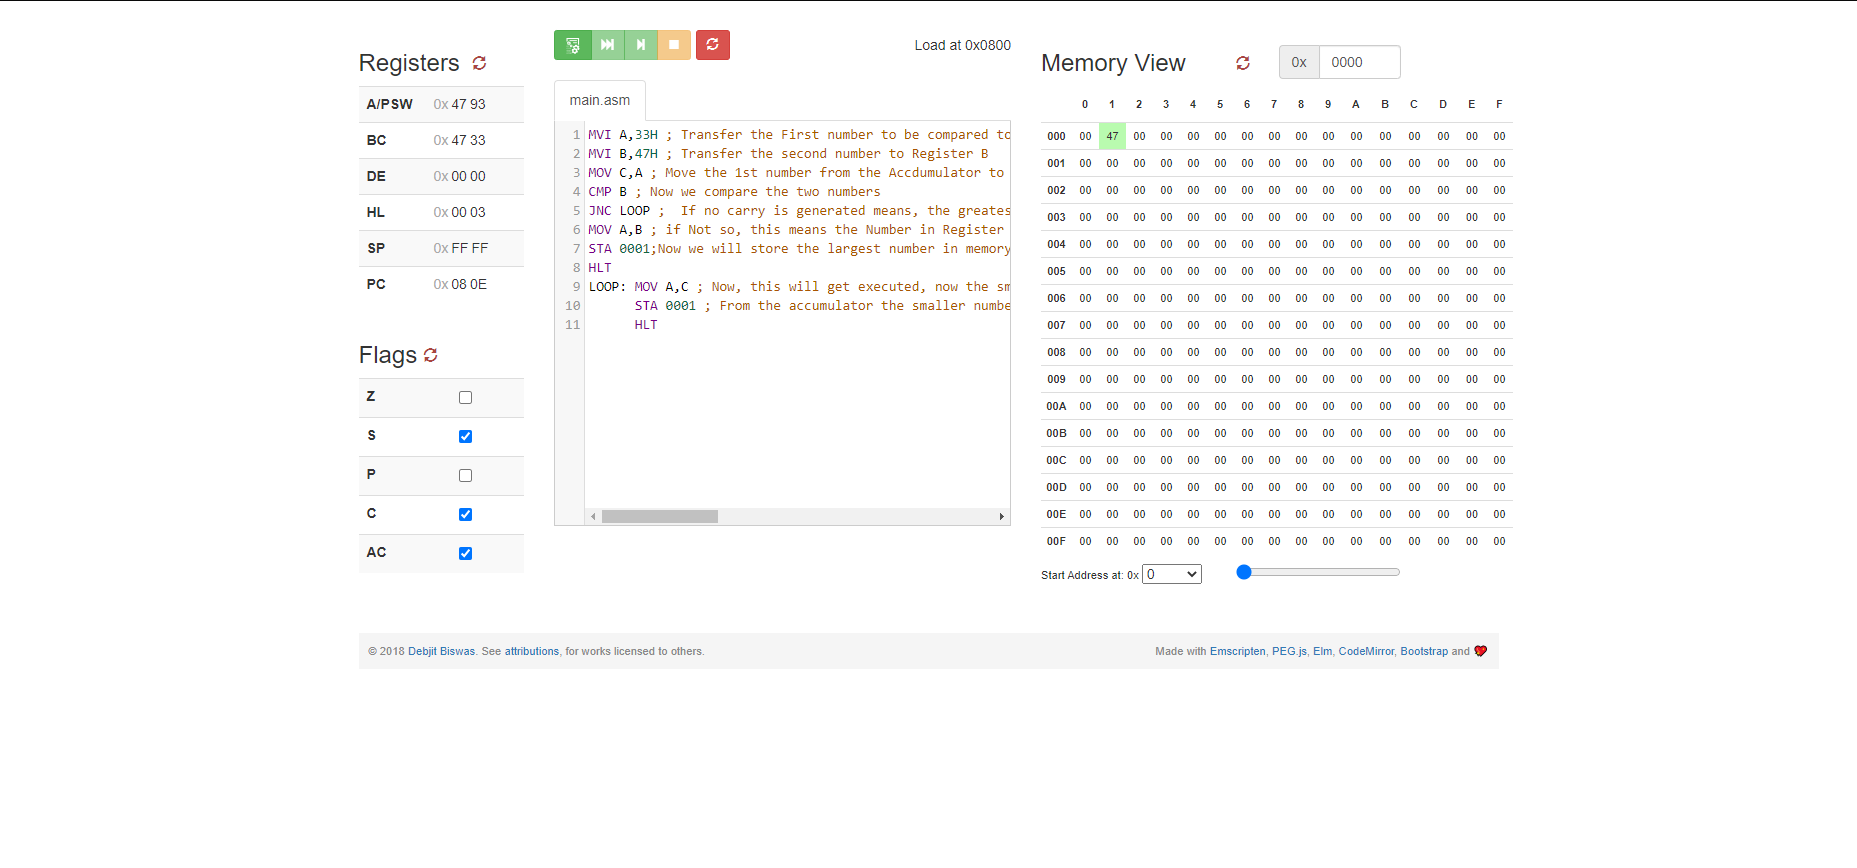 Registers
A/PSW 0x 47 93
BC 0x 47 33
DE 0x 00 00
HL 0x 00 03
SP 0x FF FF
PC 0x 08 0E
Flags
Z
S
P
C
AC
Load at 0x0800
main.asm
1 MVI A,33H ; Transfer the First number to be compared to
2 MVI B,47H ; Transfer the second number to Register B
3 MOV C,A ; Move the 1st number from the Accdumulator to
4 CMP B ; Now we compare the two numbers
5 JNC LOOP ;  If no carry is generated means, the greates
6 MOV A,B ; if Not so, this means the Number in Register
7 STA 0001;Now we will store the largest number in memory
8 HLT
9 LOOP: MOV A,C ; Now, this will get executed, now the sm
10 STA 0001 ; From the accumulator the smaller numbe
11 HLT
Memory View 0x 0000
0 1 2 3 4 5 6 7 8 9 A B C D E F
000 00 47 00 00 00 00 00 00 00 00 00 00 00 00 00 00
001 00 00 00 00 00 00 00 00 00 00 00 00 00 00 00 00
002 00 00 00 00 00 00 00 00 00 00 00 00 00 00 00 00
003 00 00 00 00 00 00 00 00 00 00 00 00 00 00 00 00
004 00 00 00 00 00 00 00 00 00 00 00 00 00 00 00 00
005 00 00 00 00 00 00 00 00 00 00 00 00 00 00 00 00
006 00 00 00 00 00 00 00 00 00 00 00 00 00 00 00 00
007 00 00 00 00 00 00 00 00 00 00 00 00 00 00 00 00
008 00 00 00 00 00 00 00 00 00 00 00 00 00 00 00 00
009 00 00 00 00 00 00 00 00 00 00 00 00 00 00 00 00
00A 00 00 00 00 00 00 00 00 00 00 00 00 00 00 00 00
00B 00 00 00 00 00 00 00 00 00 00 00 00 00 00 00 00
00C 00 00 00 00 00 00 00 00 00 00 00 00 00 00 00 00
00D 00 00 00 00 00 00 00 00 00 00 00 00 00 00 00 00
00E 00 00 00 00 00 00 00 00 00 00 00 00 00 00 00 00
00F 00 00 00 00 00 00 00 00 00 00 00 00 00 00 00 00
Start Address at: 0x 0
© 2018 Debjit Biswas. See attributions, for works licensed to others.
Made with Emscripten, PEG.js, Elm, CodeMirror, Bootstrap and